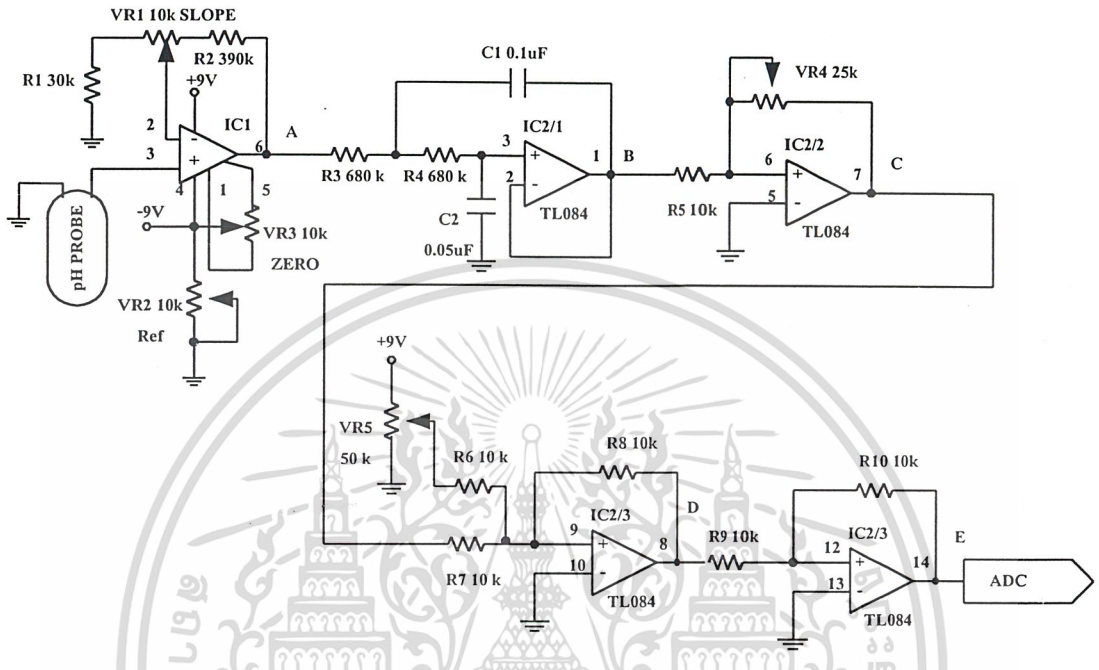 VR1 10k SLOPE
R1 30k
R2 390k
+9V
IC1
2
3
-
+
6
A
4
1
5
-9V
VR3 10k
ZERO
VR2 10k
Ref
pH PROBE
C1 0.1uF
R3 680 k
R4 680 k
C2
0.05uF
IC2/1
3
2
+
-
1
B
TL084
VR4 25k
R5 10k
IC2/2
6
5
+
-
7
C
TL084
+9V
VR5
50 k
R6 10 k
R7 10 k
R8 10k
IC2/3
9
10
+
-
8
D
TL084
R9 10k
R10 10k
IC2/3
12
13
+
-
14
E
TL084
ADC